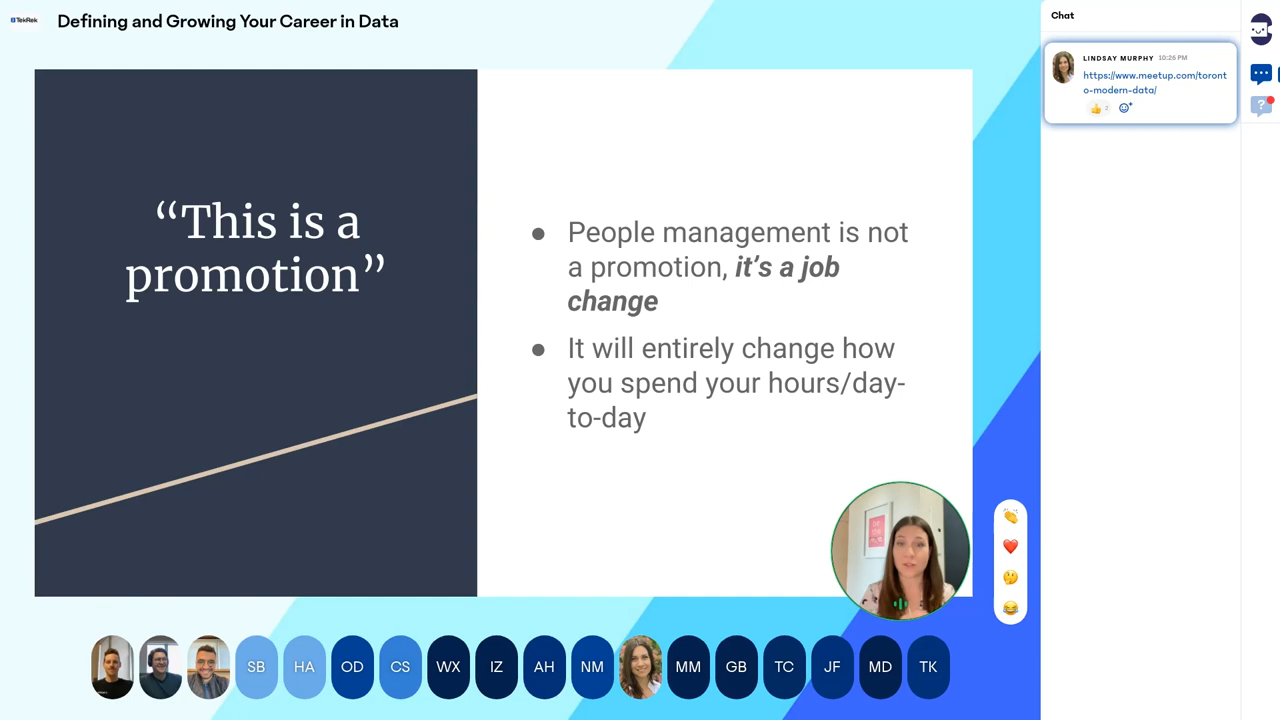 TekRek
Defining and Growing Your Career in Data
“This is a
promotion”
● People management is not
a promotion, it’s a job
change
● It will entirely change how
you spend your hours/day-
to-day
SB
HA
OD
CS
WX
IZ
AH
NM
MM
GB
TC
JF
MD
TK
Chat
LINDSAY MURPHY 10:26 PM
https://www.meetup.com/toront
o-modern-data/
2